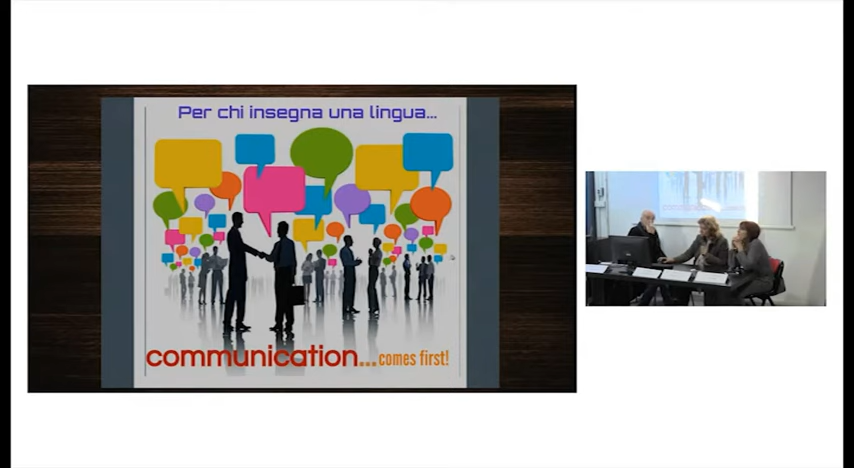 Per chi insegna una lingua...
communication...comes first!